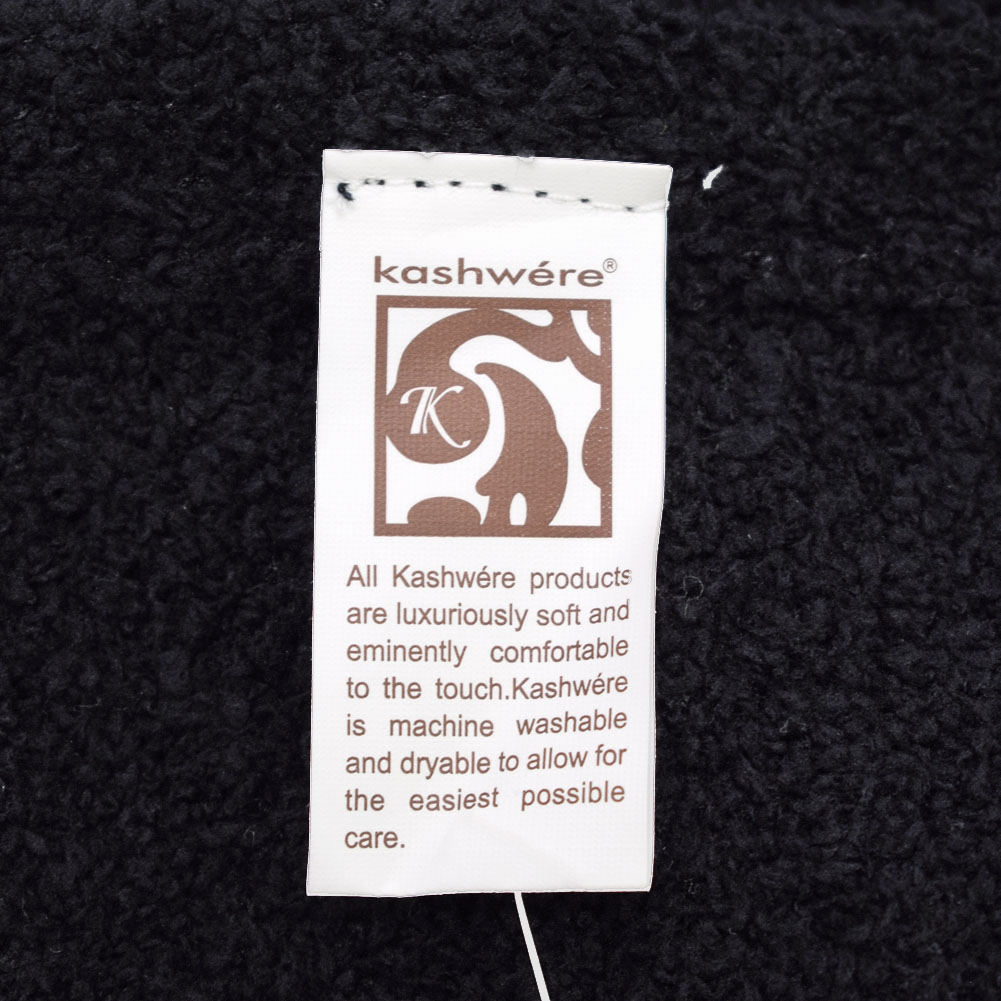 kashwére®
K
All Kashwére products
are luxuriously soft and
eminently comfortable
to the touch.Kashwére
is machine washable
and dryable to allow for
the easiest possible
care.